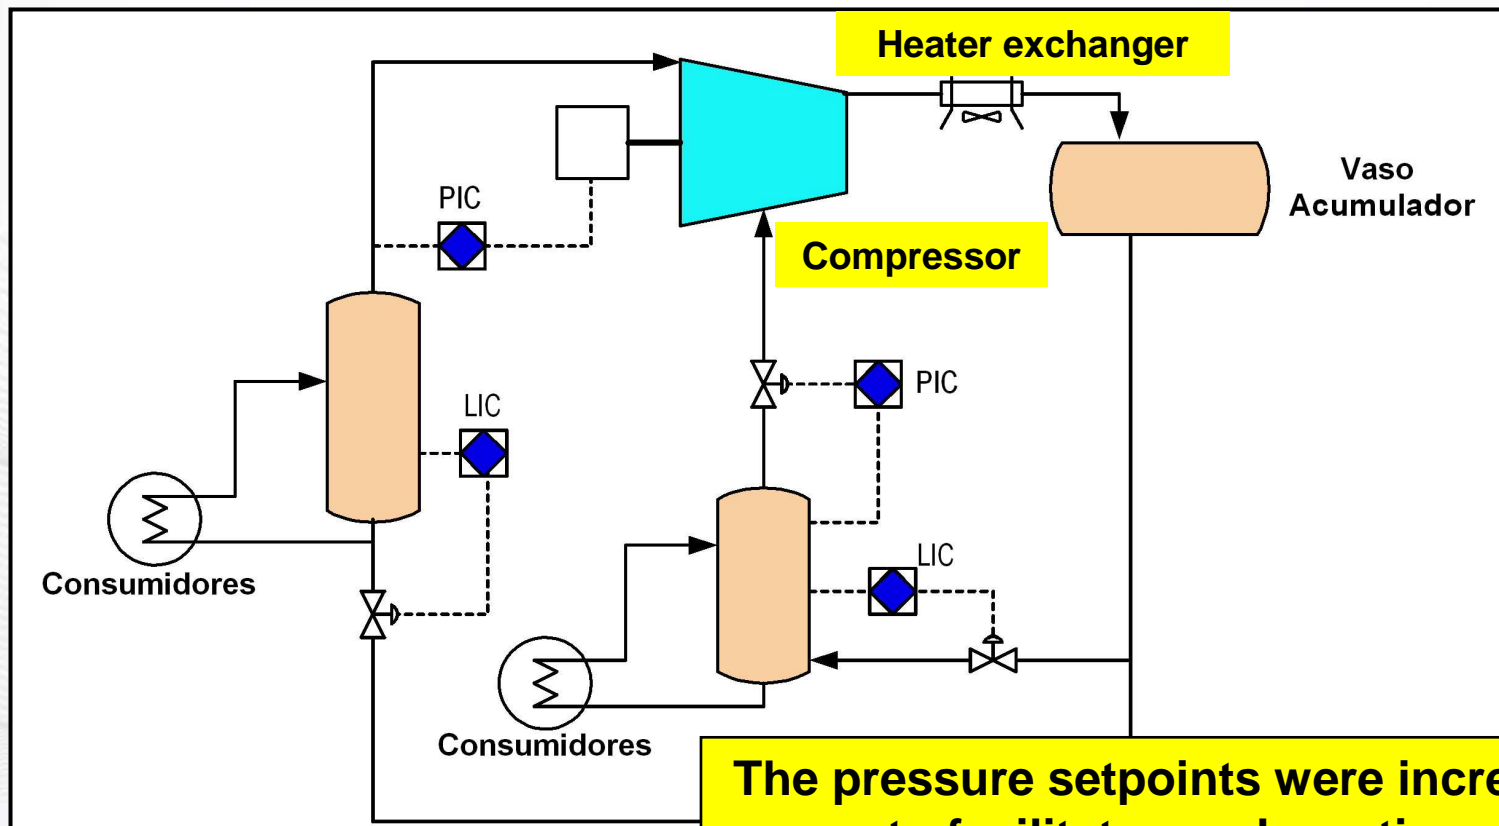 Heater exchanger
Vaso
Acumulador
PIC
Compressor
PIC
LIC
LIC
Consumidores
Consumidores
The pressure setpoints were incre